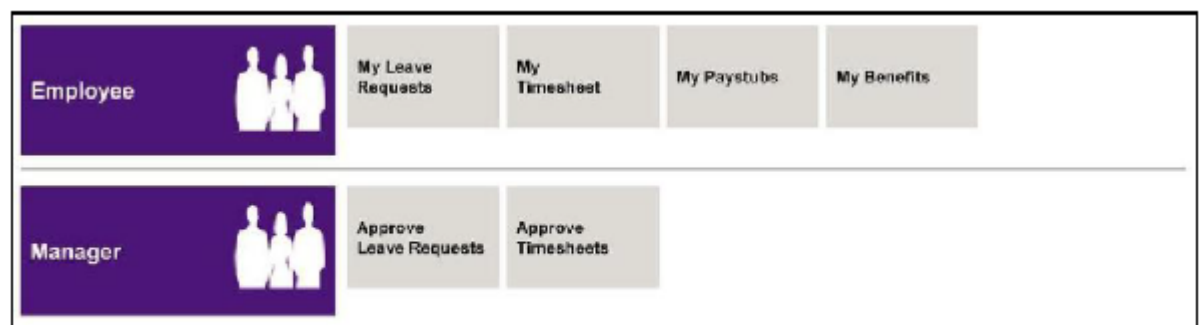 Employee
My Leave
Requests
My
Timesheet
My Paystubs
My Benefits
Manager
Approve
Leave Requests
Approve
Timesheets